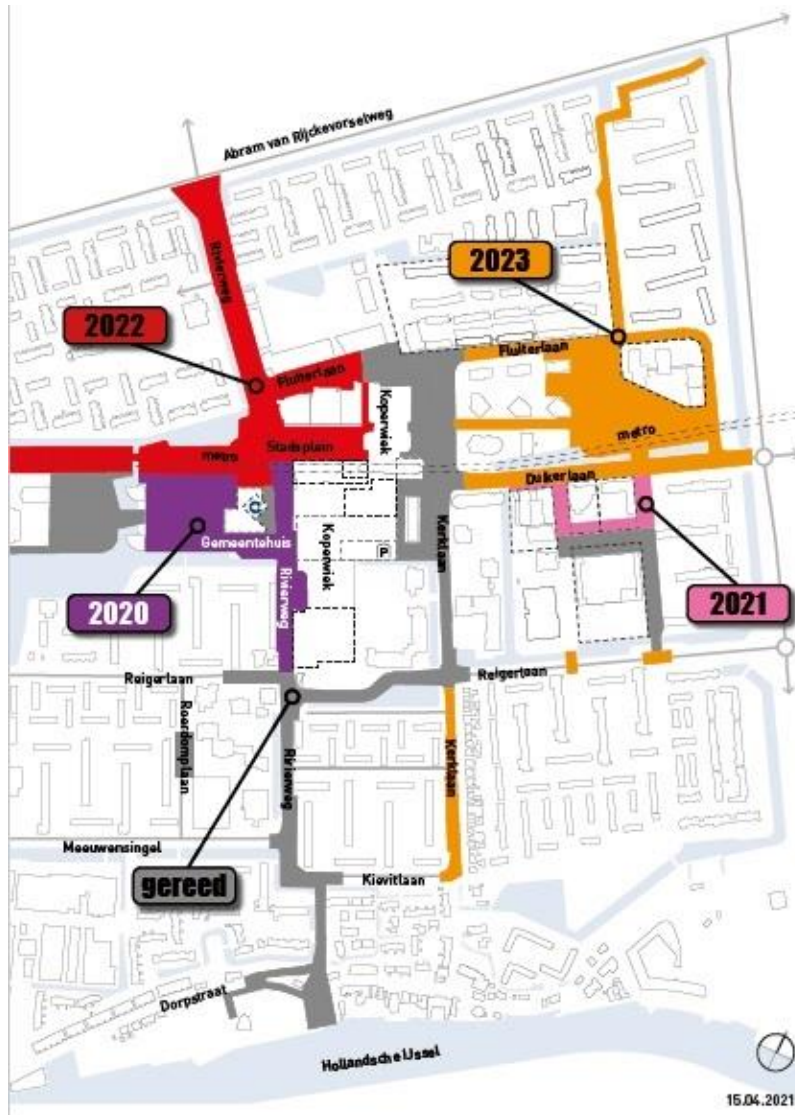 Abram van Rijckevorselweg
Rivierweg
2023
2022
Fluiterlaan
Fluiterlaan
Koperwiek
metro
Stadsplein
metro
Duikerlaan
Gemeentehuis
Koperwiek
P
Kerklaan
2020
Rivierweg
2021
Reigerlaan
Reigerlaan
Roerdomplaan
Rivierweg
Kerklaan
Meeuwensingel
gereed
Kievitlaan
Dorpstraat
Hollandsche IJssel
15.04.2021